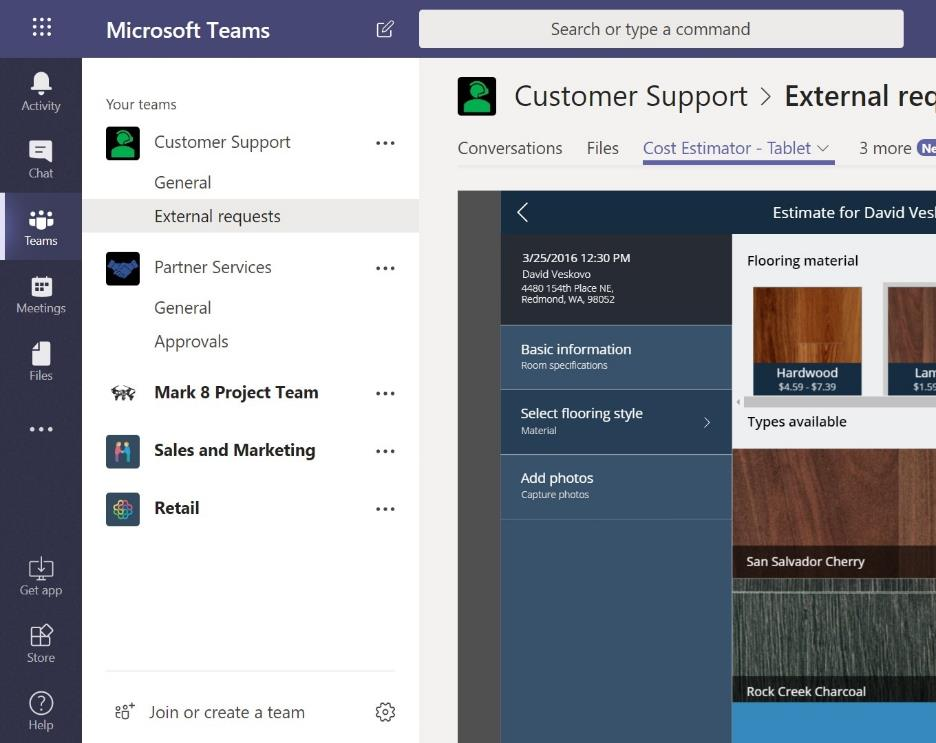 Microsoft Teams
Search or type a command
Activity
Chat
Teams
Meetings
Files
Get app
Store
Help
Your teams
Customer Support
General
External requests
Partner Services
General
Approvals
Mark 8 Project Team
Sales and Marketing
Retail
Join or create a team
Customer Support > External req
Conversations Files Cost Estimator - Tablet 3 more Ne
Estimate for David Vesk
3/25/2016 12:30 PM
David Veskovo
4480 154th Place NE,
Redmond, WA, 98052
Basic information
Room specifications
Select flooring style
Material
Add photos
Capture photos
Flooring material
Hardwood
$4.59 - $7.39
Lam
$1.59
Types available
San Salvador Cherry
Rock Creek Charcoal